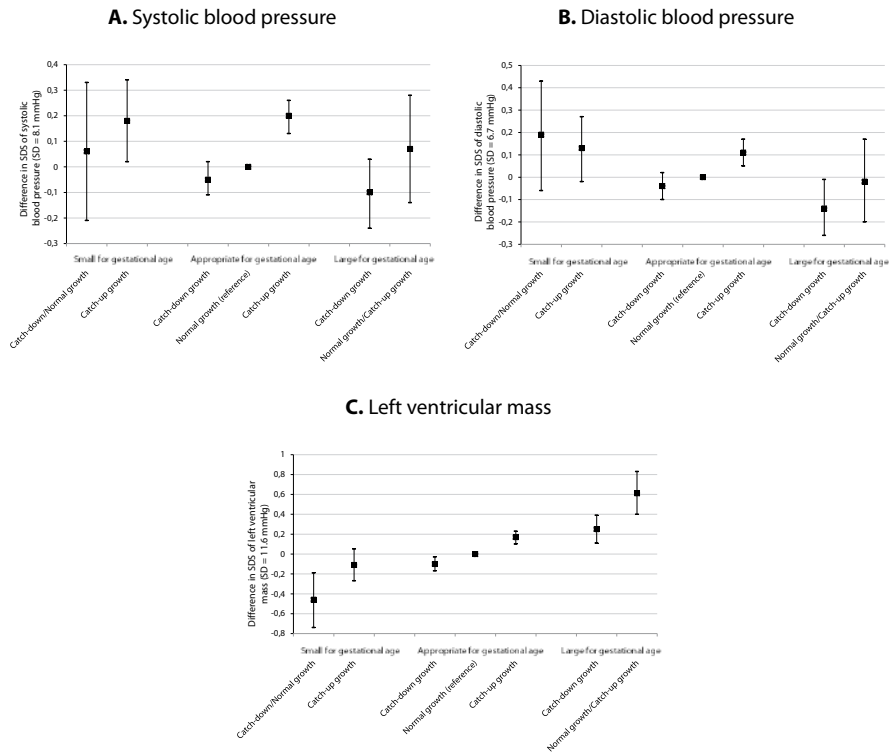 A. Systolic blood pressure
Difference in SDS of systolic
blood pressure (SD = 8.1 mmHg)
0,4
0,3
0,2
0,1
0
-0,1
-0,2
-0,3
Small for gestational age
Appropriate for gestational age
Large for gestational age
Catch-down/Normal growth
Catch-up growth
Catch-down growth
Normal growth (reference)
Catch-up growth
Catch-down growth
Normal growth/Catch-up growth
B. Diastolic blood pressure
Difference in SDS of diastolic
blood pressure (SD = 6.7 mmHg)
0,5
0,4
0,3
0,2
0,1
0
-0,1
-0,2
-0,3
Small for gestational age
Appropriate for gestational age
Large for gestational age
Catch-down/Normal growth
Catch-up growth
Catch-down growth
Normal growth (reference)
Catch-up growth
Catch-down growth
Normal growth/Catch-up growth
C. Left ventricular mass
Difference in SDS of left ventricular
mass (SD = 11.6 mmHg)
1
0,8
0,6
0,4
0,2
0
-0,2
-0,4
-0,6
-0,8
Small for gestational age
Appropriate for gestational age
Large for gestational age
Catch-down/Normal growth
Catch-up growth
Catch-down growth
Normal growth (reference)
Catch-up growth
Catch-down growth
Normal growth/Catch-up growth